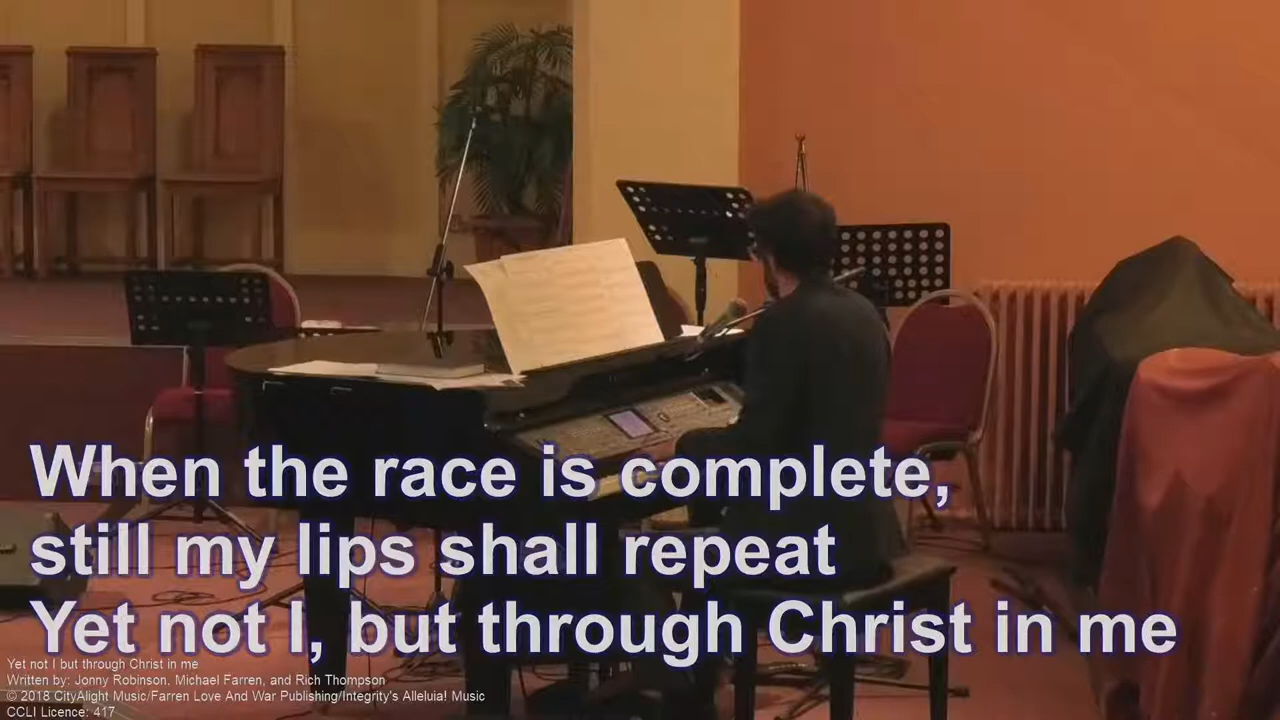 When the race is complete,
still my lips shall repeat
Yet not I, but through Christ in me
Yet not I but through Christ in me
Written by: Jonny Robinson, Michael Farren, and Rich Thompson
© 2018 CityAlight Music/Farren Love And War Publishing/Integrity's Alleluia! Music
CCLI Licence: 417